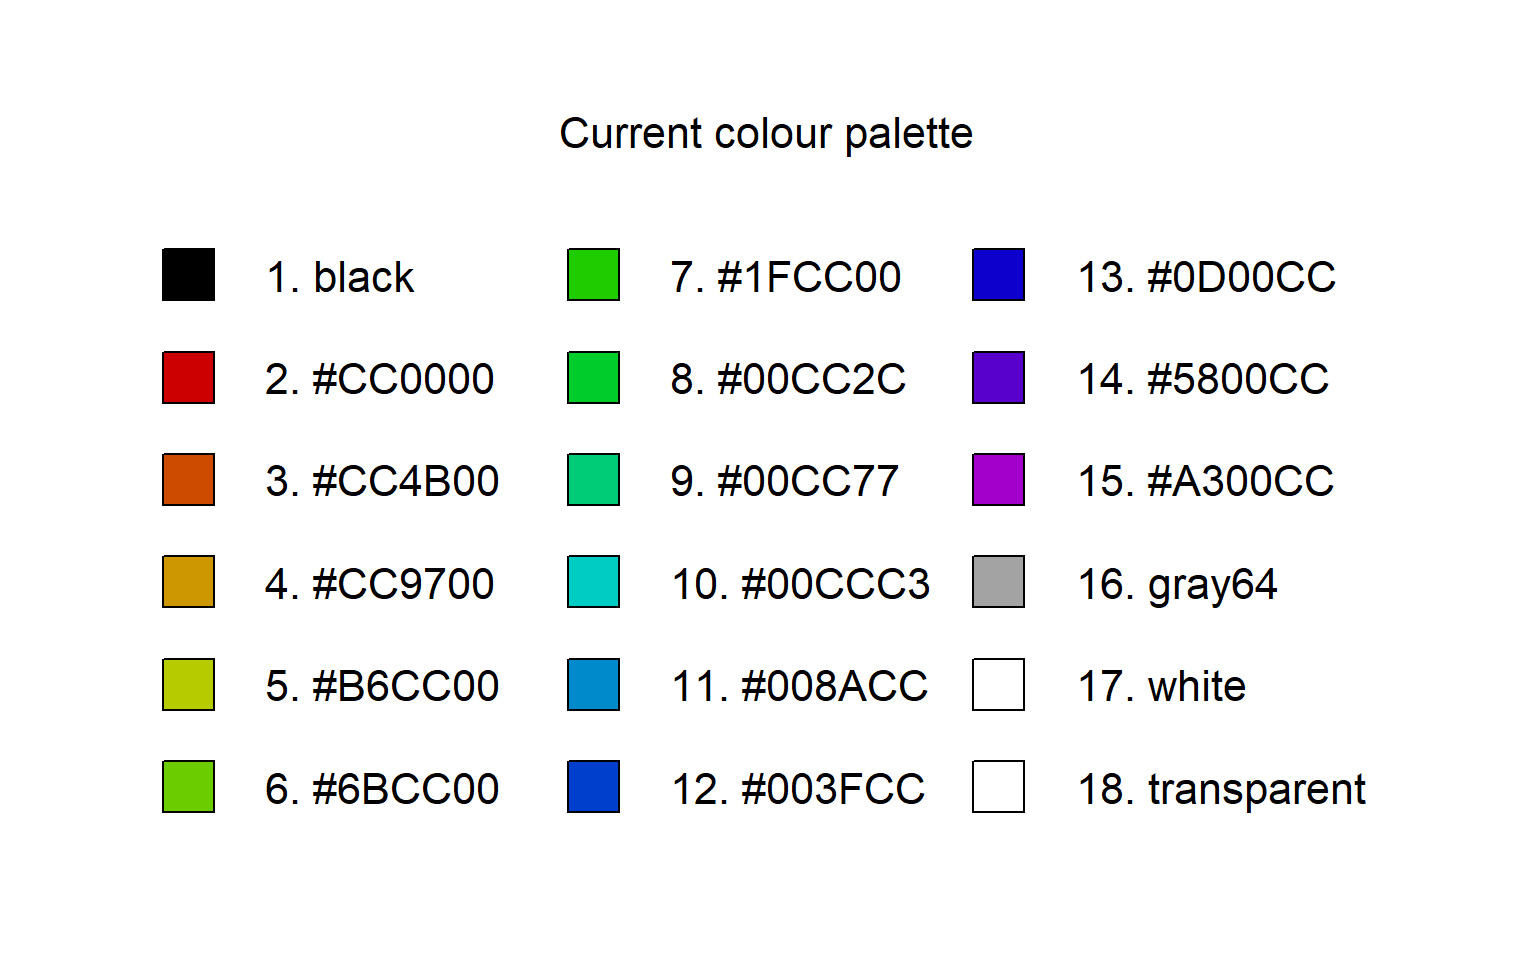 Current colour palette
1. black
2. #CC0000
3. #CC4B00
4. #CC9700
5. #B6CC00
6. #6BCC00
7. #1FCC00
8. #00CC2C
9. #00CC77
10. #00CCC3
11. #008ACC
12. #003FCC
13. #0D00CC
14. #5800CC
15. #A300CC
16. gray64
17. white
18. transparent